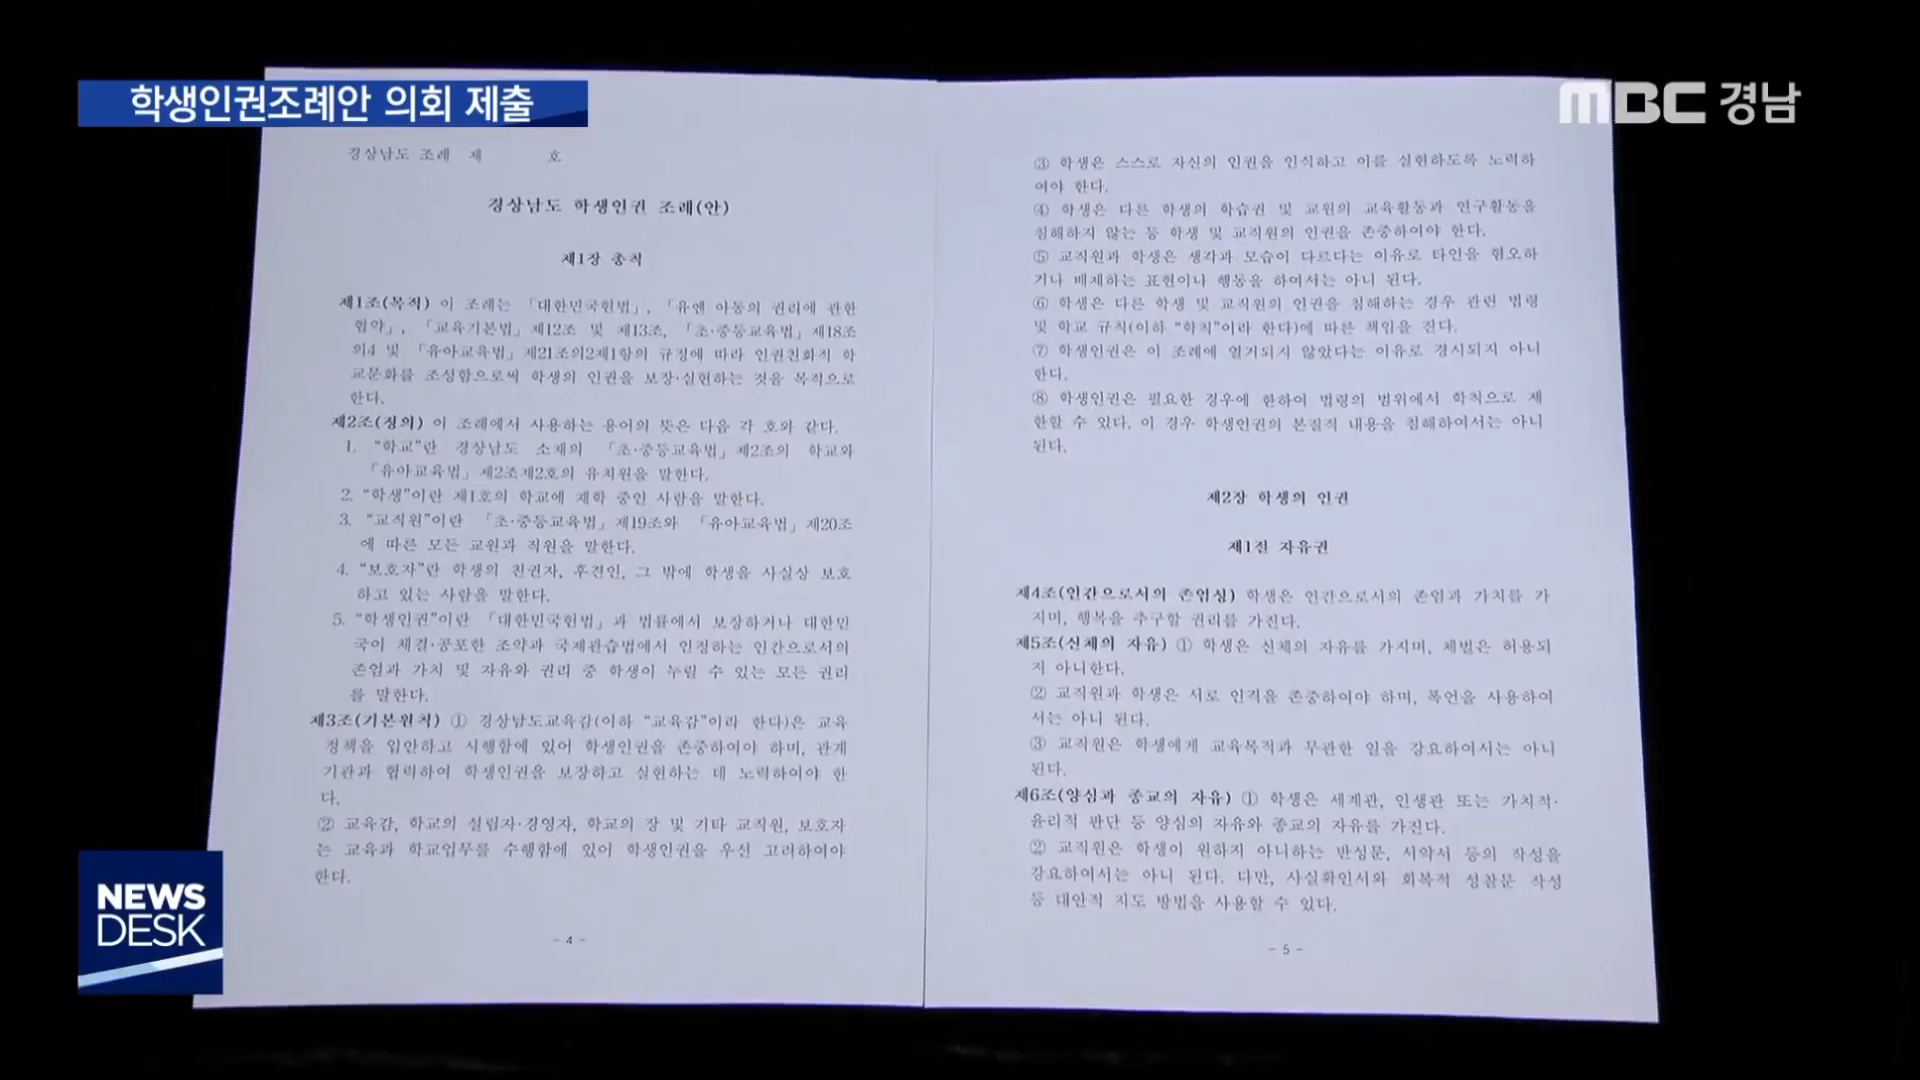 학생인권조례안 의회 제출
MBC 경남
경상남도 조례 제 호
경상남도 학생인권 조례(안)
제1장 총칙
제1조(목적) 이 조례는 「대한민국헌법」, 「유엔 아동의 권리에 관한
협약」, 「교육기본법」제12조 및 제13조, 「초·중등교육법」제18조
의4 및 「유아교육법」제21조의2제1항의 규정에 따라 인권친화적 학
교문화를 조성함으로써 학생의 인권을 보장·실현하는 것을 목적으로
한다.
제2조(정의) 이 조례에서 사용하는 용어의 뜻은 다음 각 호와 같다.
1. “학교”란 경상남도 소재의 「초·중등교육법」제2조의 학교와
「유아교육법」제2조제2호의 유치원을 말한다.
2. “학생”이란 제1호의 학교에 재학 중인 사람을 말한다.
3. “교직원”이란 「초·중등교육법」제19조와 「유아교육법」제20조
에 따른 모든 교원과 직원을 말한다.
4. “보호자”란 학생의 친권자, 후견인, 그 밖에 학생을 사실상 보호
하고 있는 사람을 말한다.
5. “학생인권”이란 「대한민국헌법」과 법률에서 보장하거나 대한민
국이 체결·공포한 조약과 국제관습법에서 인정하는 인간으로서의
존엄과 가치 및 자유와 권리 중 학생이 누릴 수 있는 모든 권리
를 말한다.
제3조(기본원칙) ① 경상남도교육감(이하 “교육감”이라 한다)은 교육
정책을 입안하고 시행함에 있어 학생인권을 존중하여야 하며, 관계
기관과 협력하여 학생인권을 보장하고 실현하는 데 노력하여야 한
다.
② 교육감, 학교의 설립자·경영자, 학교의 장 및 기타 교직원, 보호자
는 교육과 학교업무를 수행함에 있어 학생인권을 우선 고려하여야
한다.
- 4 -
③ 학생은 스스로 자신의 인권을 인식하고 이를 실현하도록 노력하
여야 한다.
④ 학생은 다른 학생의 학습권 및 교원의 교육활동과 연구활동을
침해하지 않는 등 학생 및 교직원의 인권을 존중하여야 한다.
⑤ 교직원과 학생은 생각과 모습이 다르다는 이유로 타인을 혐오하
거나 배제하는 표현이나 행동을 하여서는 아니 된다.
⑥ 학생은 다른 학생 및 교직원의 인권을 침해하는 경우 관련 법령
및 학교 규칙(이하 “학칙”이라 한다)에 따른 책임을 진다.
⑦ 학생인권은 이 조례에 열거되지 않았다는 이유로 경시되지 아니
한다.
⑧ 학생인권은 필요한 경우에 한하여 법령의 범위에서 학칙으로 제
한할 수 있다. 이 경우 학생인권의 본질적 내용을 침해하여서는 아니
된다.
제2장 학생의 인권
제1절 자유권
제4조(인간으로서의 존엄성) 학생은 인간으로서의 존엄과 가치를 가
지며, 행복을 추구할 권리를 가진다.
제5조(신체의 자유) ① 학생은 신체의 자유를 가지며, 체벌은 허용되
지 아니한다.
② 교직원과 학생은 서로 인격을 존중하여야 하며, 폭언을 사용하여
서는 아니 된다.
③ 교직원은 학생에게 교육목적과 무관한 일을 강요하여서는 아니
된다.
제6조(양심과 종교의 자유) ① 학생은 세계관, 인생관 또는 가치적·
윤리적 판단 등 양심의 자유와 종교의 자유를 가진다.
② 교직원은 학생이 원하지 아니하는 반성문, 서약서 등의 작성을
강요하여서는 아니 된다. 다만, 사실확인서와 회복적 성찰문 작성
등 대안적 지도 방법을 사용할 수 있다.
- 5 -
NEWS
DESK